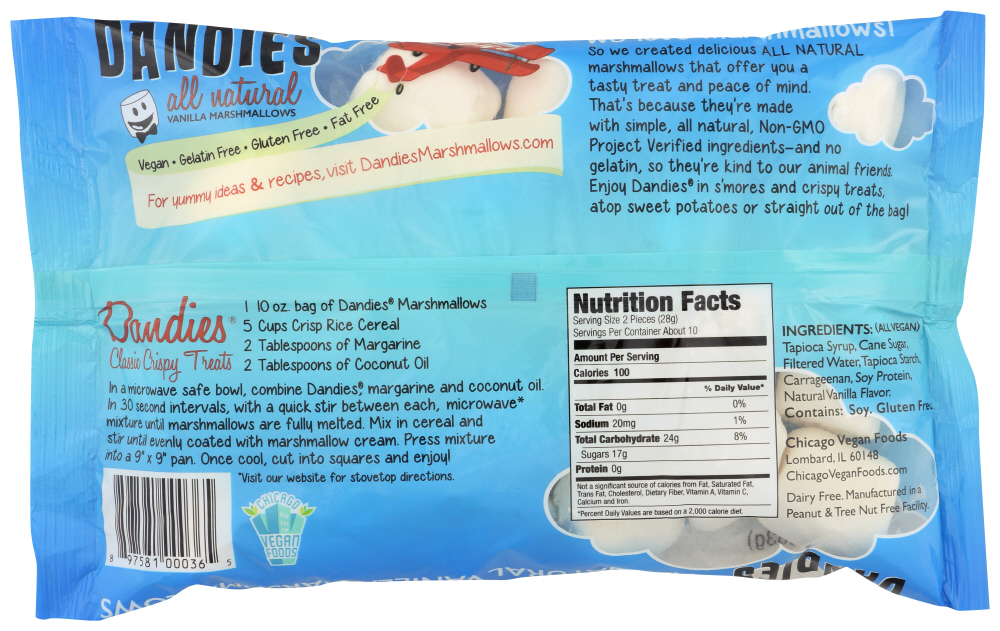 DANDIES
all natural
VANILLA MARSHMALLOWS
Vegan • Gelatin Free • Gluten Free • Fat Free
For yummy ideas & recipes, visit DandiesMarshmallows.com
we love marshmallows!
So we created delicious ALL NATURAL
marshmallows that offer you a
tasty treat and peace of mind.
That's because they're made
with simple, all natural, Non-GMO
Project Verified ingredients–and no
gelatin, so they're kind to our animal friends.
Enjoy Dandies® in s'mores and crispy treats,
atop sweet potatoes or straight out of the bag!
Dandies®
Classic Crispy Treats
1 10 oz. bag of Dandies® Marshmallows
5 Cups Crisp Rice Cereal
2 Tablespoons of Margarine
2 Tablespoons of Coconut Oil
In a microwave safe bowl, combine Dandies®, margarine and coconut oil.
In 30 second intervals, with a quick stir between each, microwave*
mixture until marshmallows are fully melted. Mix in cereal and
stir until evenly coated with marshmallow cream. Press mixture
into a 9" x 9" pan. Once cool, cut into squares and enjoy!
*Visit our website for stovetop directions.
8 97581 00036 5
CHICAGO
VEGAN
FOODS
Nutrition Facts
Serving Size 2 Pieces (28g)
Servings Per Container About 10
Amount Per Serving
Calories 100
% Daily Value*
Total Fat 0g 0%
Sodium 20mg 1%
Total Carbohydrate 24g 8%
Sugars 17g
Protein 0g
Not a significant source of calories from Fat, Saturated Fat,
Trans Fat, Cholesterol, Dietary Fiber, Vitamin A, Vitamin C,
Calcium and Iron.
*Percent Daily Values are based on a 2,000 calorie diet.
INGREDIENTS: (ALL VEGAN)
Tapioca Syrup, Cane Sugar,
Filtered Water, Tapioca Starch,
Carrageenan, Soy Protein,
Natural Vanilla Flavor.
Contains: Soy. Gluten Free
Chicago Vegan Foods
Lombard, IL 60148
ChicagoVeganFoods.com
Dairy Free. Manufactured in a
Peanut & Tree Nut Free Facility.
DANDIES